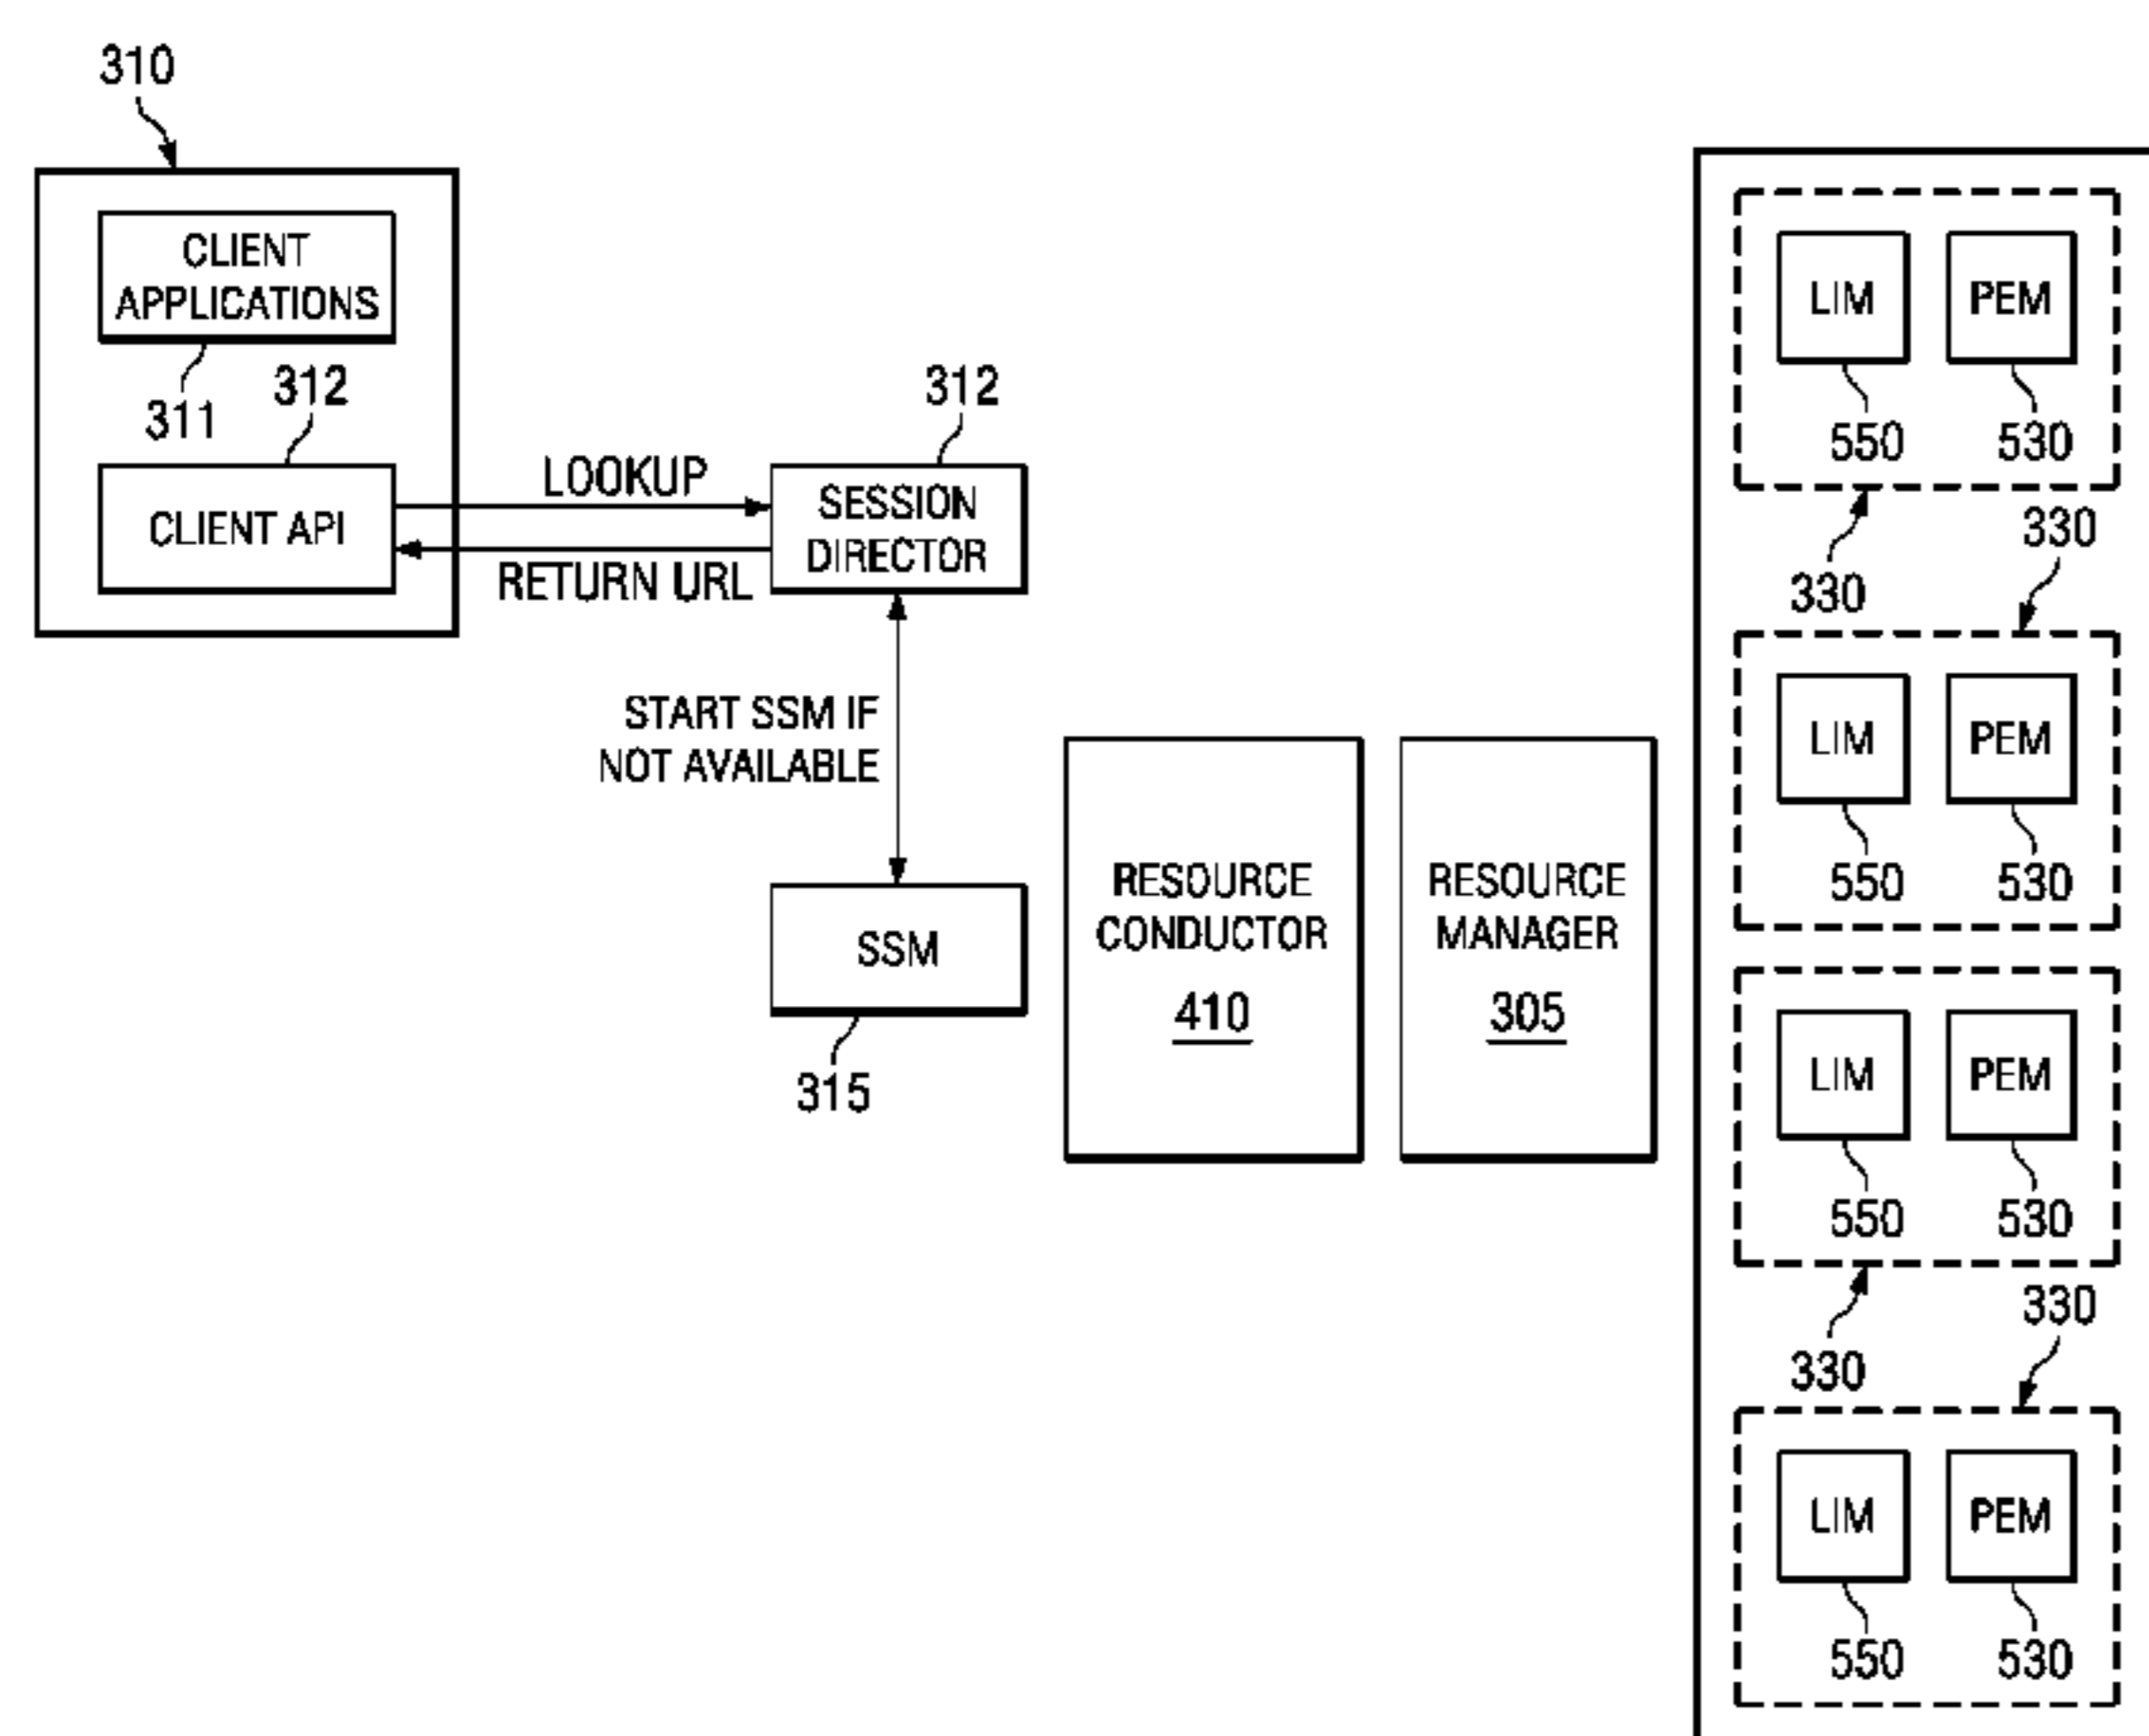 310
CLIENT
APPLICATIONS
311
312
CLIENT API
LOOKUP
RETURN URL
312
SESSION
DIRECTOR
START SSM IF
NOT AVAILABLE
SSM
315
RESOURCE
CONDUCTOR
410
RESOURCE
MANAGER
305
LIM PEM
550 530
330
330
LIM PEM
550 530
LIM PEM
550 530
330
330
LIM PEM
550 530